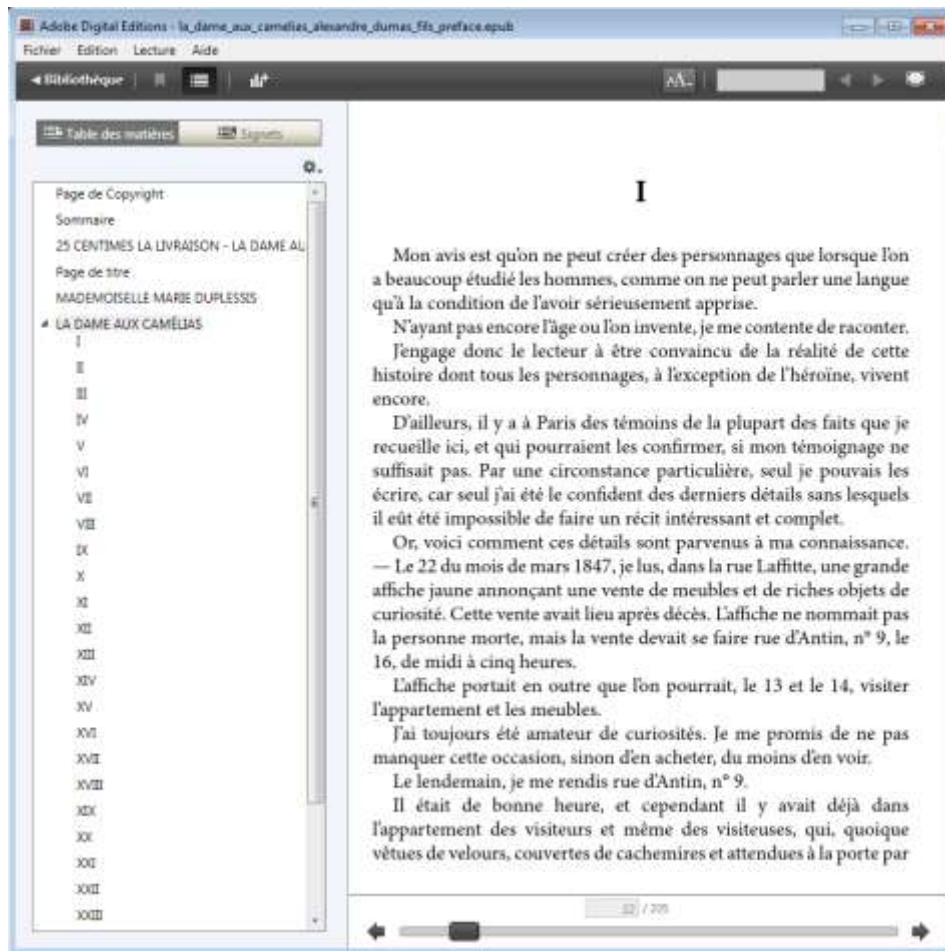 Adobe Digital Editions - la_dame_aux_camelias_alexandre_dumas_fils_preface.epub
Fichier Edition Lecture Aide
Bibliothèque
Table des matières
Signets
Page de Copyright
Sommaire
25 CENTIMES LA LIVRAISON - LA DAME AU
Page de titre
MADEMOISELLE MARIE DUPLESSIS
LA DAME AUX CAMÉLIAS
I
II
III
IV
V
VI
VII
VIII
IX
X
XI
XII
XIII
XIV
XV
XVI
XVII
XVIII
XIX
XX
XXI
XXII
XXIII
I
Mon avis est qu'on ne peut créer des personnages que lorsque l'on
a beaucoup étudié les hommes, comme on ne peut parler une langue
qu'à la condition de l'avoir sérieusement apprise.
N'ayant pas encore l'âge ou l'on invente, je me contente de raconter.
J'engage donc le lecteur à être convaincu de la réalité de cette
histoire dont tous les personnages, à l'exception de l'héroïne, vivent
encore.
D'ailleurs, il y a à Paris des témoins de la plupart des faits que je
recueille ici, et qui pourraient les confirmer, si mon témoignage ne
suffisait pas. Par une circonstance particulière, seul je pouvais les
écrire, car seul j'ai été le confident des derniers détails sans lesquels
il eût été impossible de faire un récit intéressant et complet.
Or, voici comment ces détails sont parvenus à ma connaissance.
— Le 22 du mois de mars 1847, je lus, dans la rue Laffitte, une grande
affiche jaune annonçant une vente de meubles et de riches objets de
curiosité. Cette vente avait lieu après décès. L'affiche ne nommait pas
la personne morte, mais la vente devait se faire rue d'Antin, n° 9, le
16, de midi à cinq heures.
L'affiche portait en outre que l'on pourrait, le 13 et le 14, visiter
l'appartement et les meubles.
J'ai toujours été amateur de curiosités. Je me promis de ne pas
manquer cette occasion, sinon d'en acheter, du moins d'en voir.
Le lendemain, je me rendis rue d'Antin, n° 9.
Il était de bonne heure, et cependant il y avait déjà dans
l'appartement des visiteurs et même des visiteuses, qui, quoique
vêtues de velours, couvertes de cachemires et attendues à la porte par
/ 205